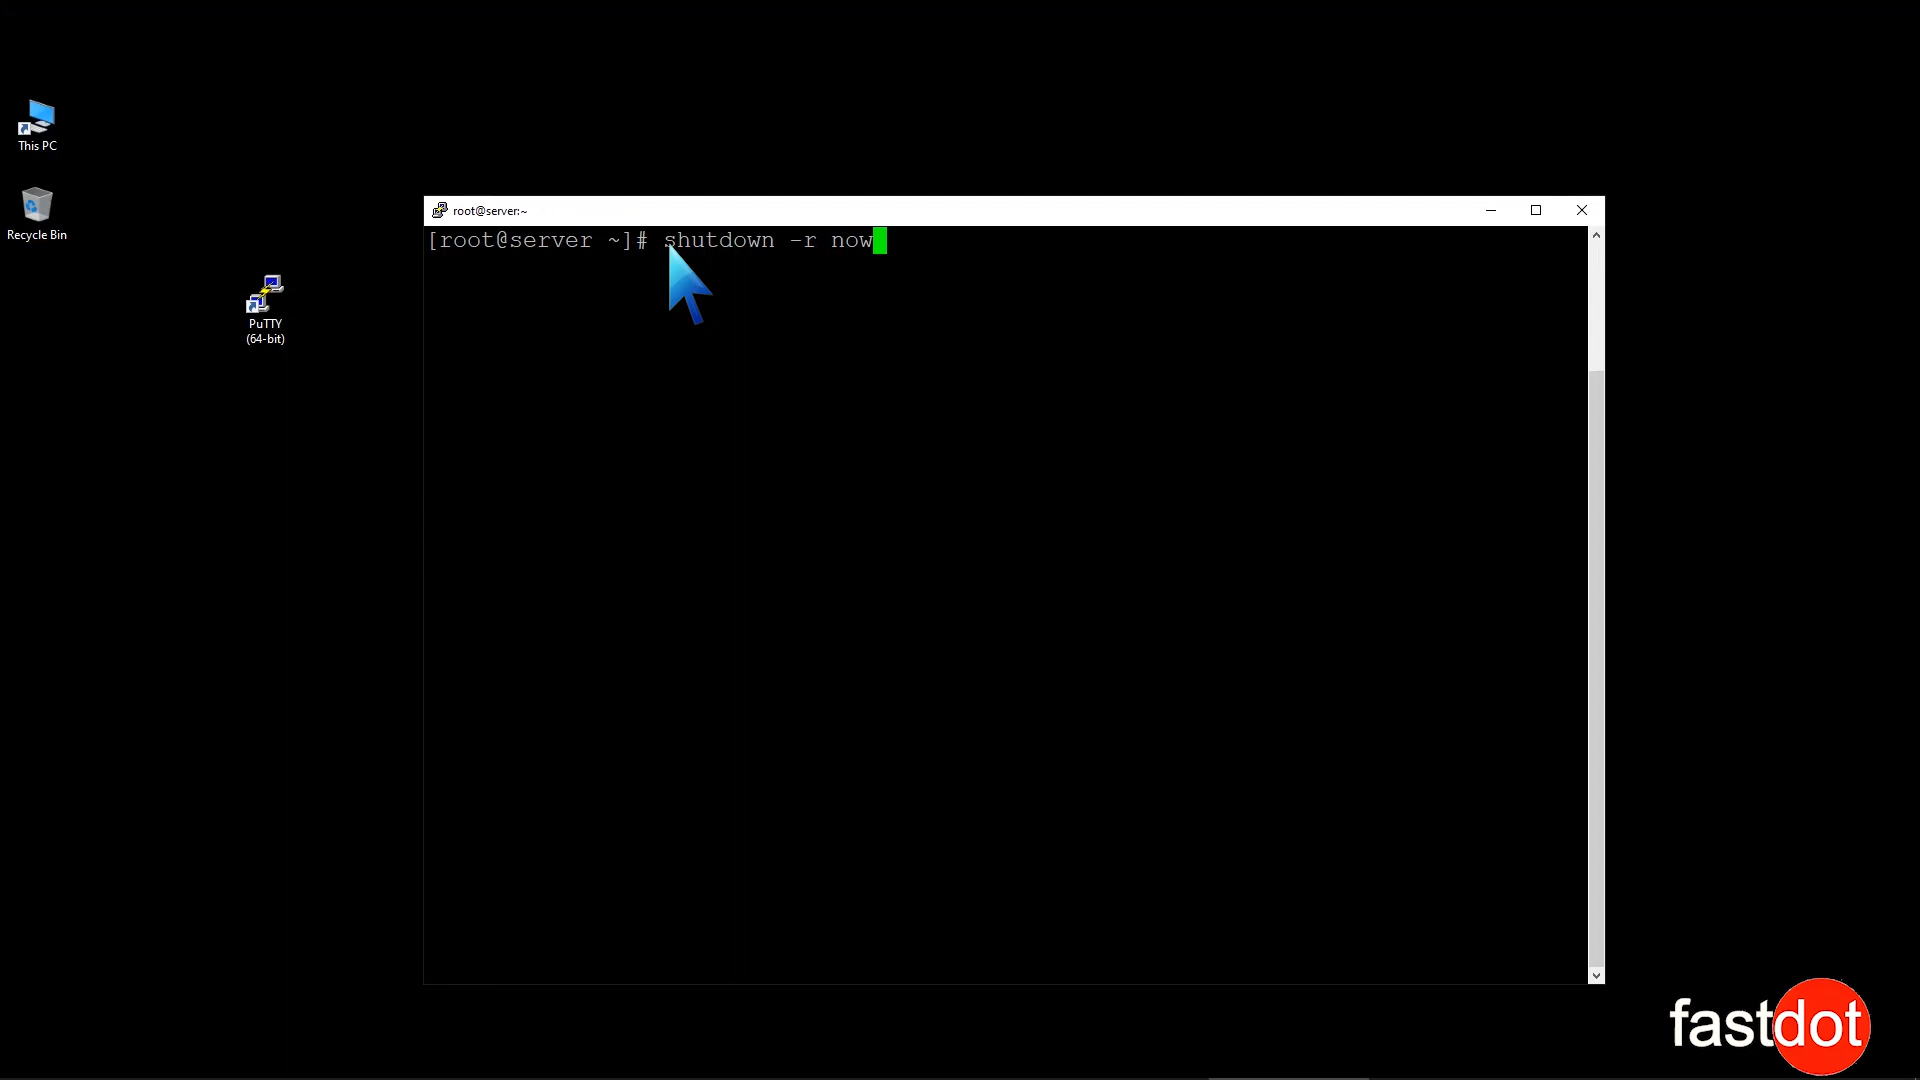 This PC
Recycle Bin
PuTTY
(64-bit)
root@server:~
[root@server ~]# shutdown -r now
fastdot